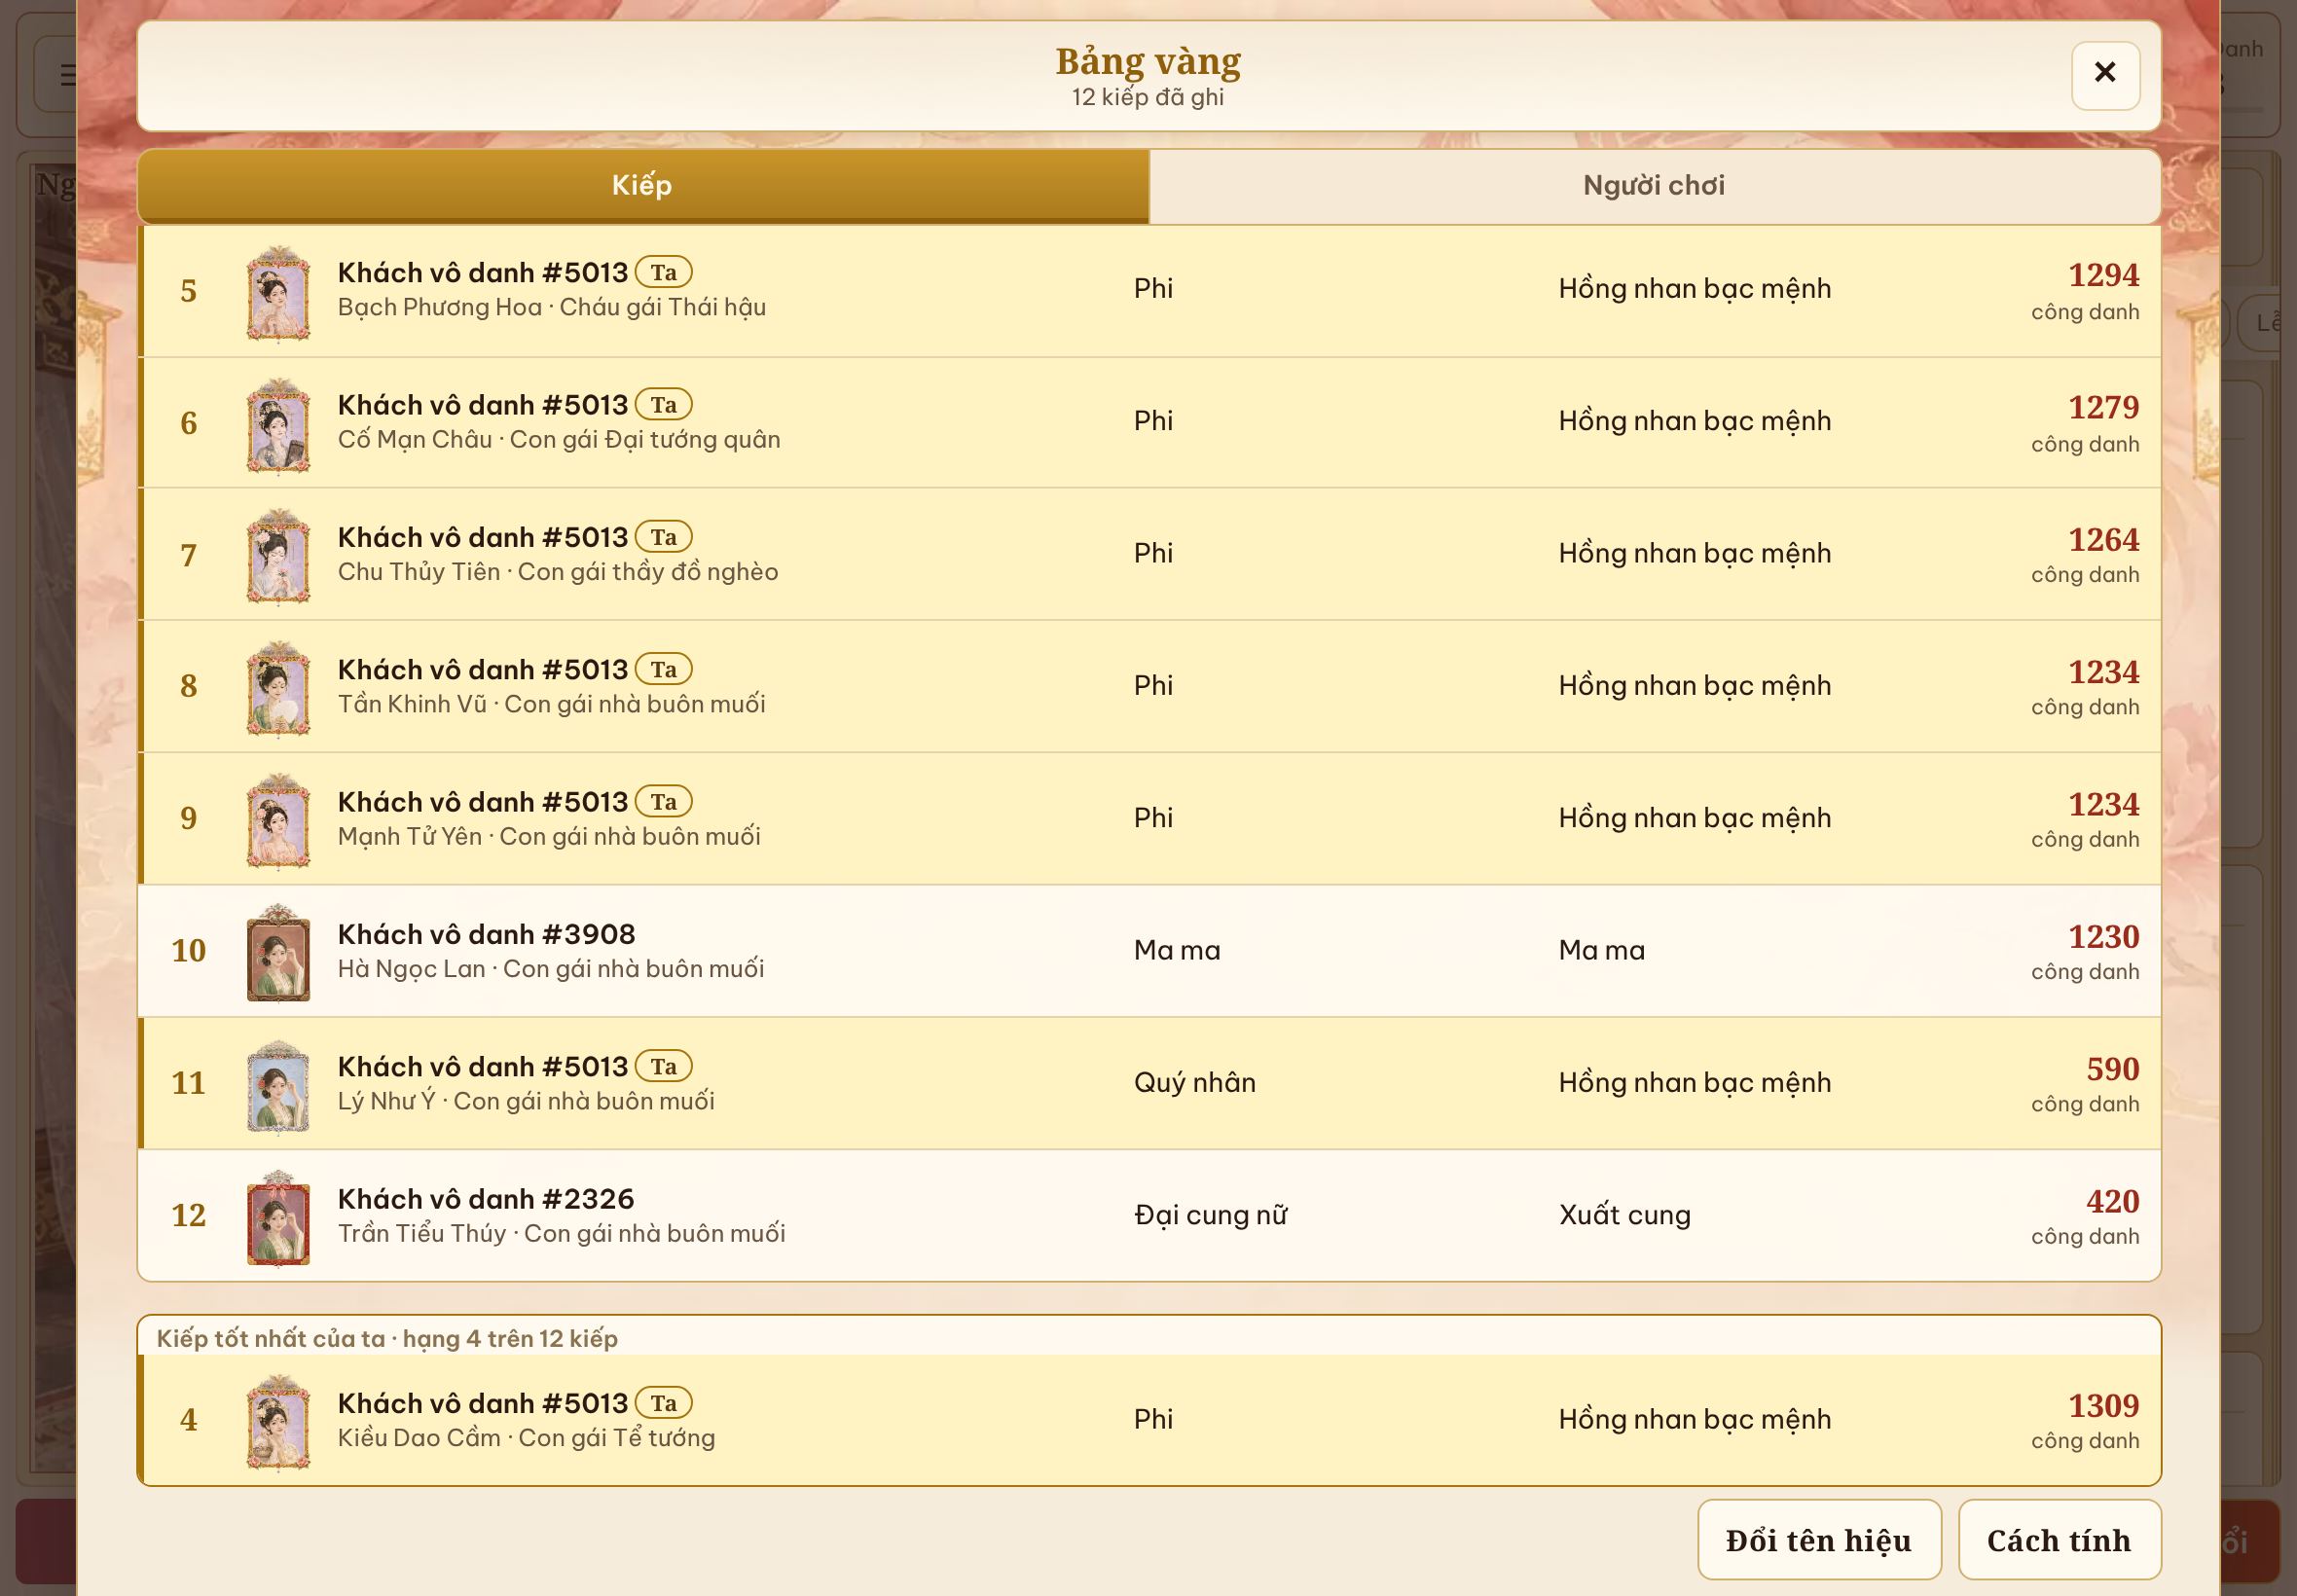 Bảng vàng
12 kiếp đã ghi
✕
Kiếp
Người chơi
5
Khách vô danh #5013 Ta
Bạch Phương Hoa · Cháu gái Thái hậu
Phi
Hồng nhan bạc mệnh
1294
công danh
6
Khách vô danh #5013 Ta
Cố Mạn Châu · Con gái Đại tướng quân
Phi
Hồng nhan bạc mệnh
1279
công danh
7
Khách vô danh #5013 Ta
Chu Thủy Tiên · Con gái thầy đồ nghèo
Phi
Hồng nhan bạc mệnh
1264
công danh
8
Khách vô danh #5013 Ta
Tần Khinh Vũ · Con gái nhà buôn muối
Phi
Hồng nhan bạc mệnh
1234
công danh
9
Khách vô danh #5013 Ta
Mạnh Tử Yên · Con gái nhà buôn muối
Phi
Hồng nhan bạc mệnh
1234
công danh
10
Khách vô danh #3908
Hà Ngọc Lan · Con gái nhà buôn muối
Ma ma
Ma ma
1230
công danh
11
Khách vô danh #5013 Ta
Lý Như Ý · Con gái nhà buôn muối
Quý nhân
Hồng nhan bạc mệnh
590
công danh
12
Khách vô danh #2326
Trần Tiểu Thúy · Con gái nhà buôn muối
Đại cung nữ
Xuất cung
420
công danh
Kiếp tốt nhất của ta · hạng 4 trên 12 kiếp
4
Khách vô danh #5013 Ta
Kiều Dao Cầm · Con gái Tể tướng
Phi
Hồng nhan bạc mệnh
1309
công danh
Đổi tên hiệu
Cách tính